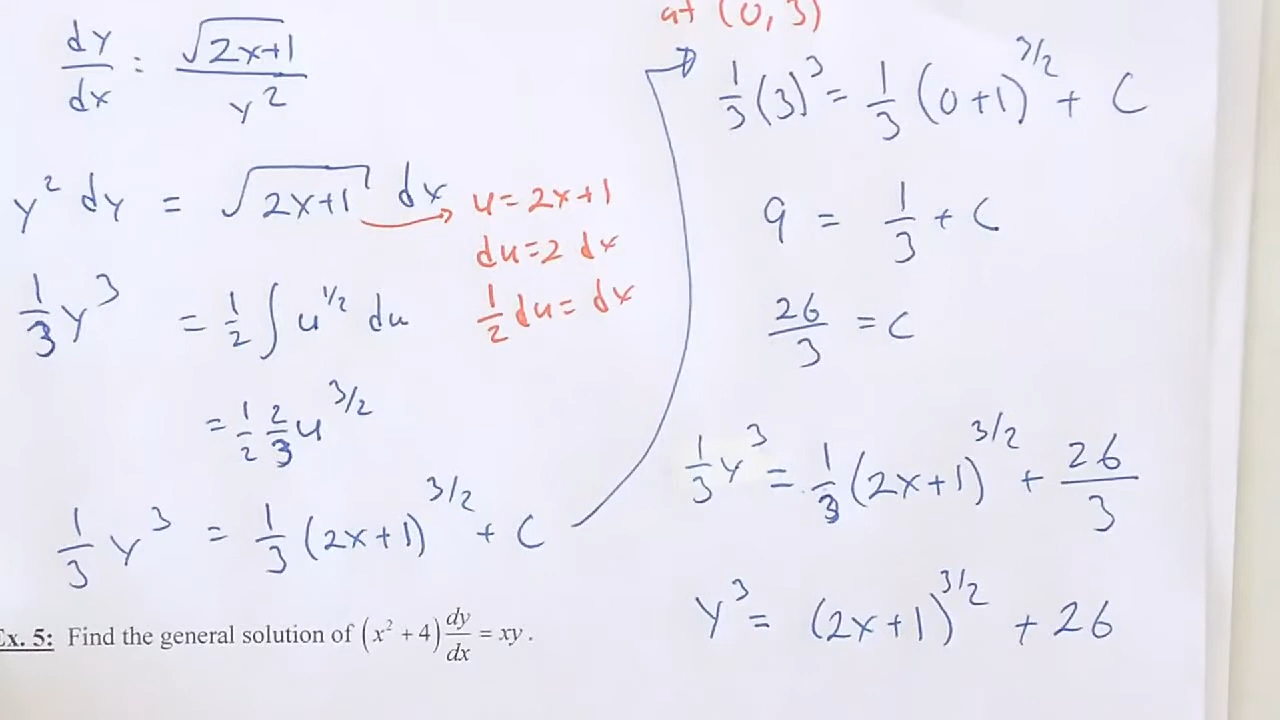 dy/dx = √(2x+1) / y²
y² dy = √(2x+1) dx
u = 2x+1
du = 2 dx
½ du = dx
⅓ y³ = ½ ∫ u^(1/2) du
= ½ ⅔ u^(3/2)
⅓ y³ = ⅓ (2x+1)^(3/2) + C
Ex. 5: Find the general solution of (x² + 4) dy/dx = xy.
at (0, 3)
⅓ (3)³ = ⅓ (0+1)^(3/2) + C
9 = ⅓ + C
26/3 = C
⅓ y³ = ⅓ (2x+1)^(3/2) + 26/3
y³ = (2x+1)^(3/2) + 26